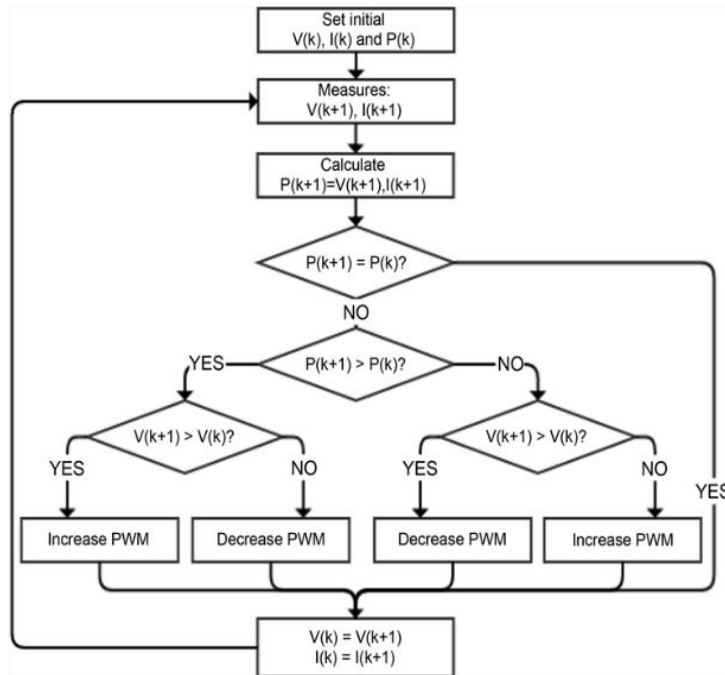 Set initial
V(k), I(k) and P(k)
Measures:
V(k+1), I(k+1)
Calculate
P(k+1)=V(k+1),I(k+1)
P(k+1) = P(k)?
NO
P(k+1) > P(k)?
YES
NO
V(k+1) > V(k)?
V(k+1) > V(k)?
YES
NO
YES
NO
YES
Increase PWM
Decrease PWM
Decrease PWM
Increase PWM
V(k) = V(k+1)
I(k) = I(k+1)